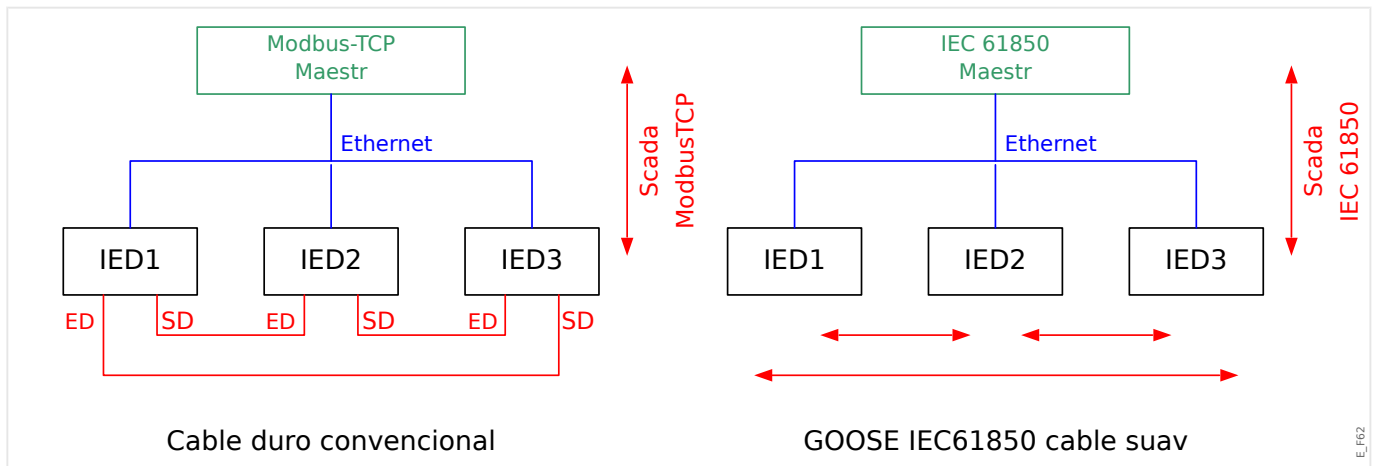 Modbus-TCP
Maestr
Ethernet
Scada
ModbusTCP
IED1
IED2
IED3
ED
SD
ED
SD
ED
SD
Cable duro convencional
IEC 61850
Maestr
Ethernet
Scada
IEC 61850
IED1
IED2
IED3
GOOSE IEC61850 cable suav
E_F62